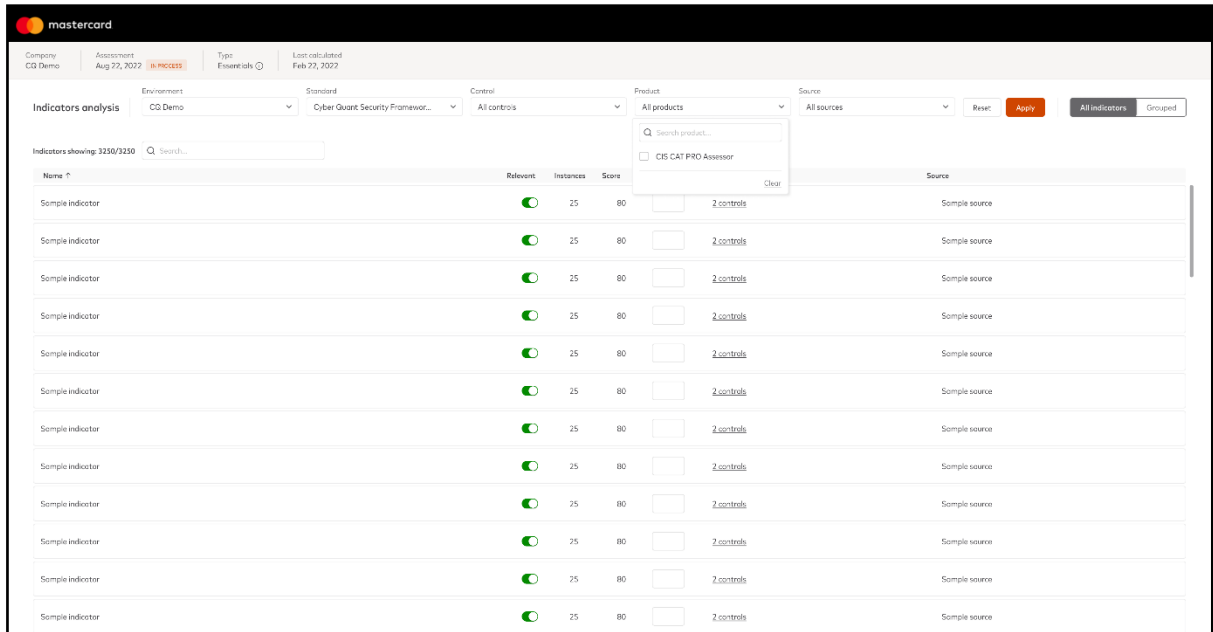 mastercard
Company Assessment Type Last calculated
CQ Demo Aug 22, 2022 IN PROCESS Essentials Feb 22, 2022
Environment Standard Control Product Source
Indicators analysis CQ Demo Cyber Quant Security Framewor... All controls All products All sources Reset Apply All indicators Grouped
Search product...
Indicators showing: 3250/3250 Search... CIS CAT PRO Assessor
Name ↑ Relevant Instances Score Source
Clear
Sample indicator 25 80 2 controls Sample source
Sample indicator 25 80 2 controls Sample source
Sample indicator 25 80 2 controls Sample source
Sample indicator 25 80 2 controls Sample source
Sample indicator 25 80 2 controls Sample source
Sample indicator 25 80 2 controls Sample source
Sample indicator 25 80 2 controls Sample source
Sample indicator 25 80 2 controls Sample source
Sample indicator 25 80 2 controls Sample source
Sample indicator 25 80 2 controls Sample source
Sample indicator 25 80 2 controls Sample source
Sample indicator 25 80 2 controls Sample source